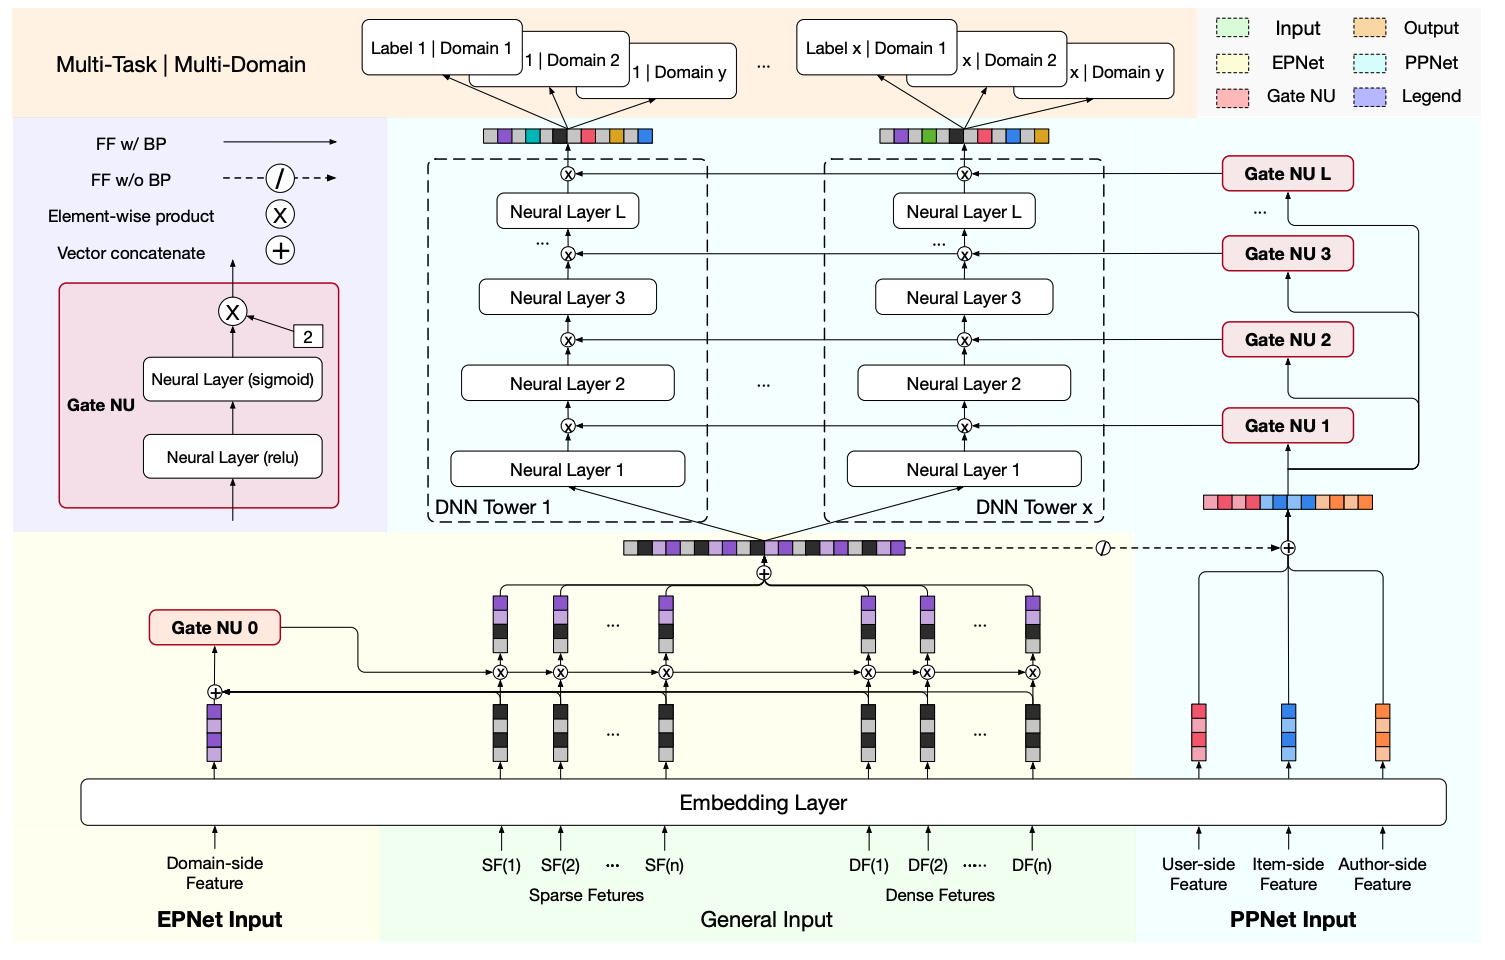 Multi-Task | Multi-Domain
Label 1 | Domain 1
1 | Domain 2
1 | Domain y
...
Label x | Domain 1
x | Domain 2
x | Domain y
Input
Output
EPNet
PPNet
Gate NU
Legend
FF w/ BP
FF w/o BP
/
Element-wise product
X
Vector concatenate
+
X
2
Neural Layer (sigmoid)
Gate NU
Neural Layer (relu)
x
x
Gate NU L
Neural Layer L
Neural Layer L
...
...
...
x
x
Gate NU 3
Neural Layer 3
Neural Layer 3
x
x
Gate NU 2
Neural Layer 2
...
Neural Layer 2
x
x
Gate NU 1
Neural Layer 1
Neural Layer 1
DNN Tower 1
DNN Tower x
/
+
+
Gate NU 0
...
...
x
x
x
x
x
x
+
...
...
Embedding Layer
Domain-side
Feature
SF(1)
SF(2)
...
SF(n)
DF(1)
DF(2)
......
DF(n)
Sparse Fetures
Dense Fetures
User-side
Feature
Item-side
Feature
Author-side
Feature
EPNet Input
General Input
PPNet Input